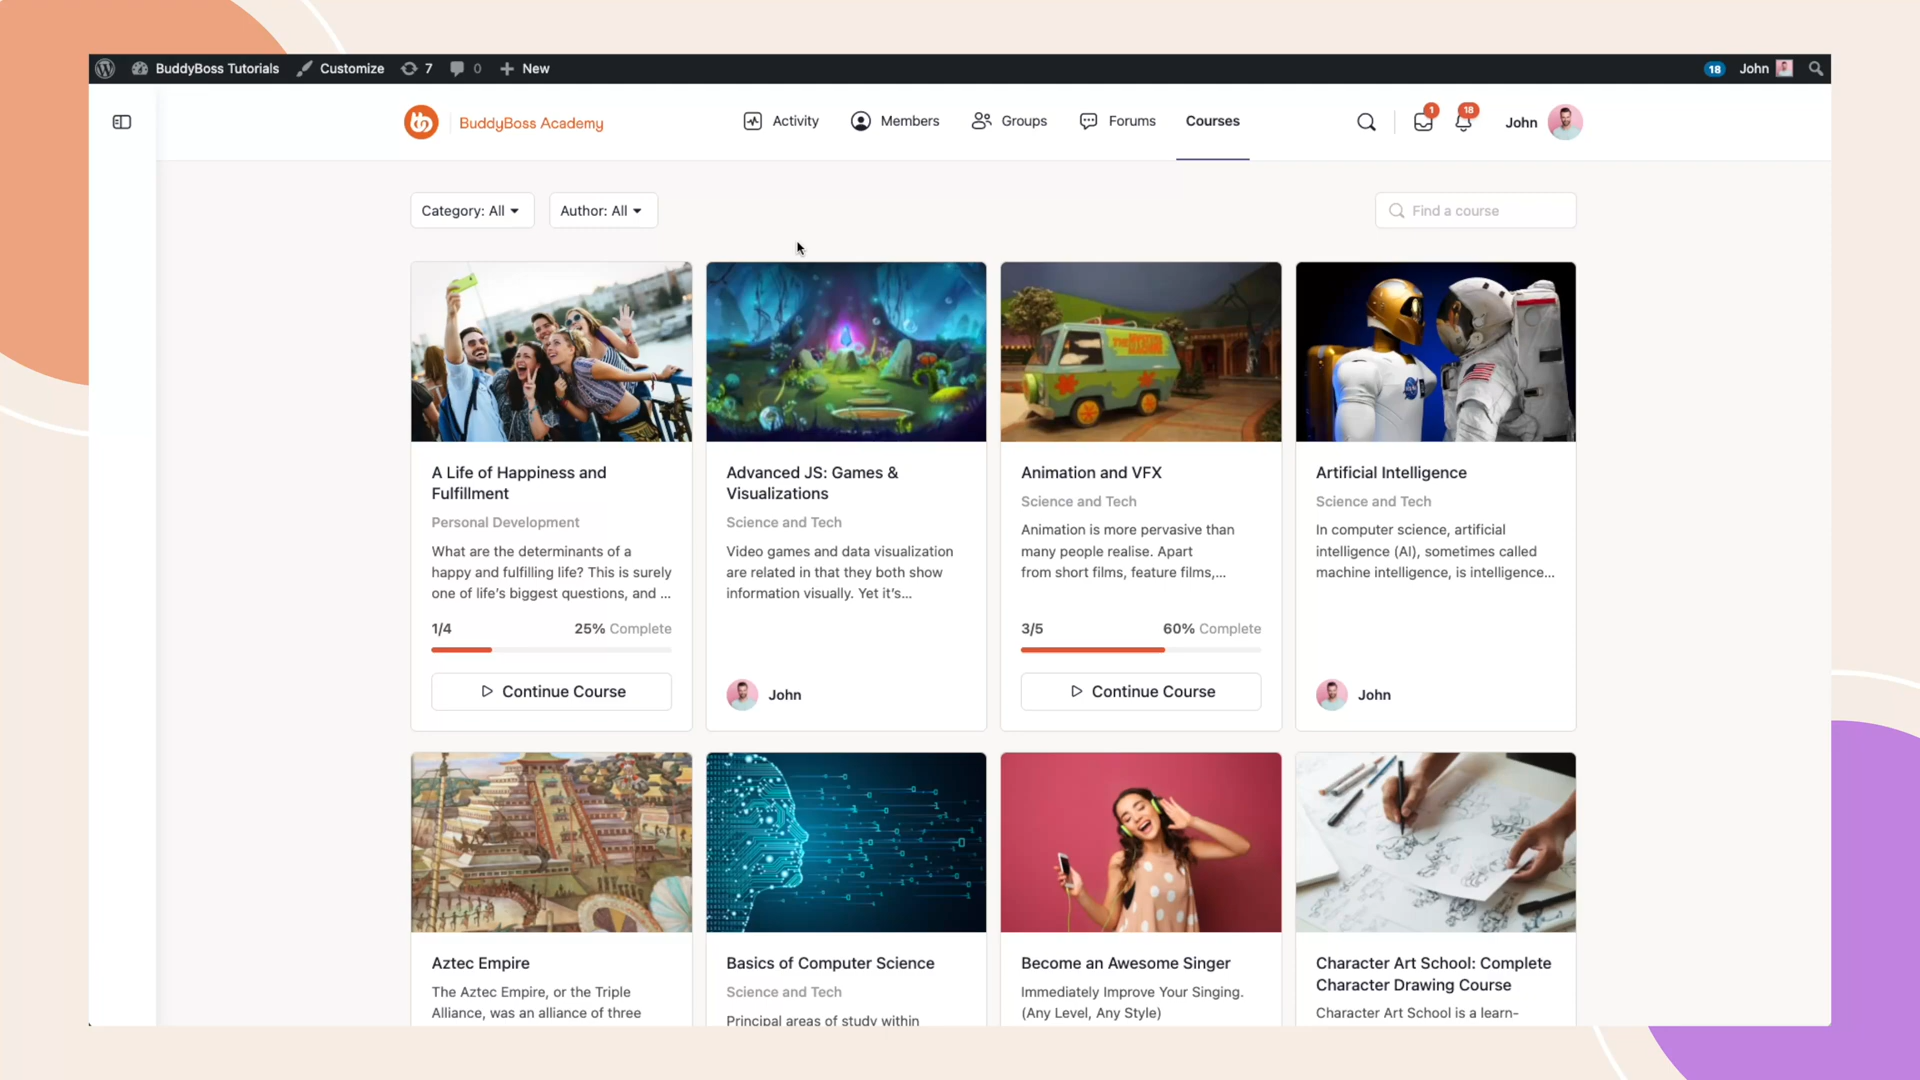 BuddyBoss Tutorials Customize 7 0 New 18 John
BuddyBoss Academy Activity Members Groups Forums Courses 1 18 John
Category: All Author: All Find a course
THE MYSTERY MACHINE
A Life of Happiness and
Fulfillment
Personal Development
What are the determinants of a
happy and fulfilling life? This is surely
one of life's biggest questions, and ...
1/4 25% Complete
Continue Course
Advanced JS: Games &
Visualizations
Science and Tech
Video games and data visualization
are related in that they both show
information visually. Yet it's...
John
Animation and VFX
Science and Tech
Animation is more pervasive than
many people realise. Apart
from short films, feature films,...
3/5 60% Complete
Continue Course
Artificial Intelligence
Science and Tech
In computer science, artificial
intelligence (AI), sometimes called
machine intelligence, is intelligence...
John
Aztec Empire
The Aztec Empire, or the Triple
Alliance, was an alliance of three
Basics of Computer Science
Science and Tech
Principal areas of study within
Become an Awesome Singer
Immediately Improve Your Singing.
(Any Level, Any Style)
Character Art School: Complete
Character Drawing Course
Character Art School is a learn-